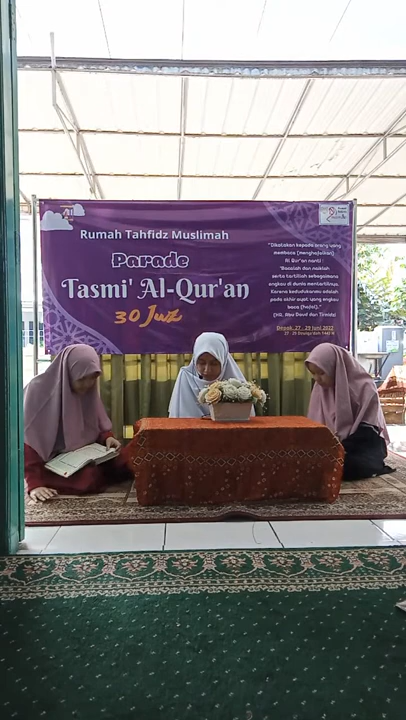 Rumah Tahfidz Muslimah
Parade
Tasmi' Al-Qur'an
30 Juz
"Dikatakan kepada orang yang
membaca (menghafalkan)
Al Qur'an nanti :
'Bacalah dan naiklah
serta tartillah sebagaimana
engkau di dunia mentartilnya.
Karena kedudukanmu adalah
pada akhir ayat yang engkau
baca (hafal)."
(HR. Abu Daud dan Tirmidzi)
Depok, 27 - 29 Juni 2022